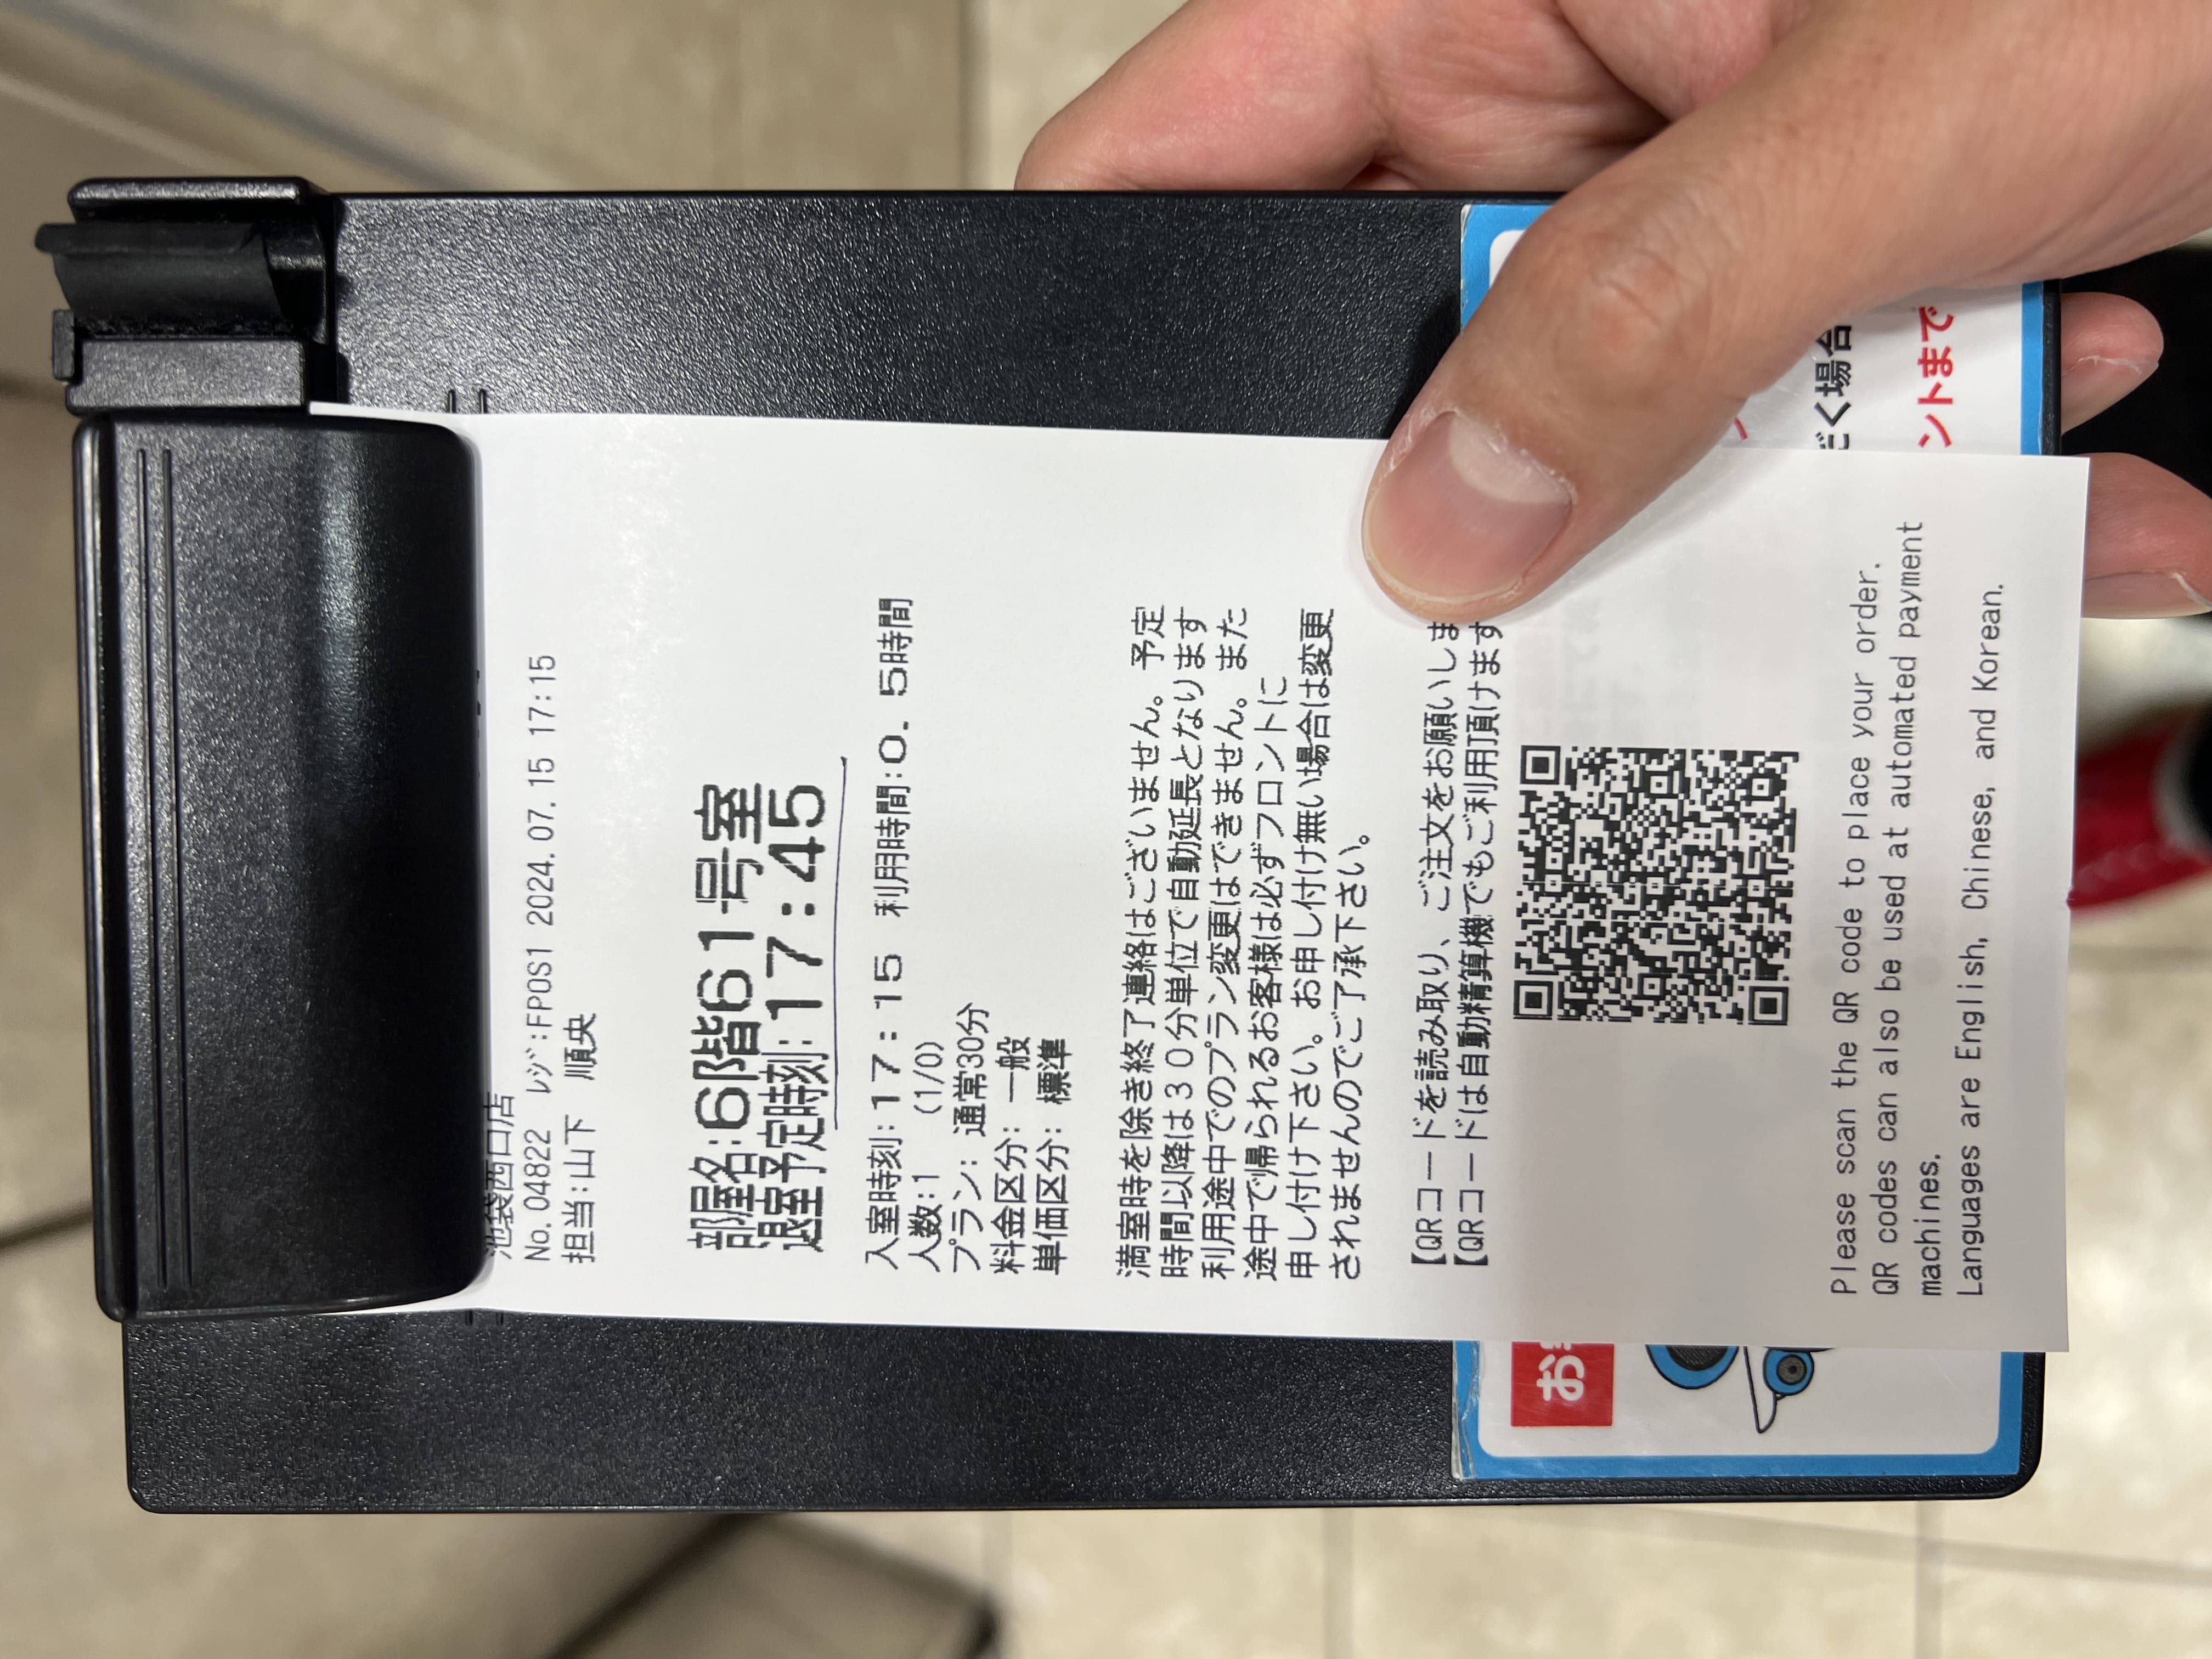 池袋西口店
No. 04822 ﾚｼﾞ:FPOS1 2024.07.15 17:15
担当:山下 順央
部屋名:6階61号室
退室予定時刻:17:45
入室時刻:17:15 利用時間:0.5時間
人数:1 (1/0)
プラン: 通常30分
料金区分: 一般
単価区分: 標準
満室時を除き終了連絡はございません。予定
時間以降は30分単位で自動延長となります
利用途中でのプラン変更はできません。また
途中で帰られるお客様は必ずフロントに
申し付け下さい。お申し付け無い場合は変更
されませんのでご了承下さい。
【QRコードを読み取り、ご注文をお願いしま
【QRコードは自動精算機でもご利用頂けます
Please scan the QR code to place your order.
QR codes can also be used at automated payment
machines.
Languages are English, Chinese, and Korean.
お
だく場合
ントまで